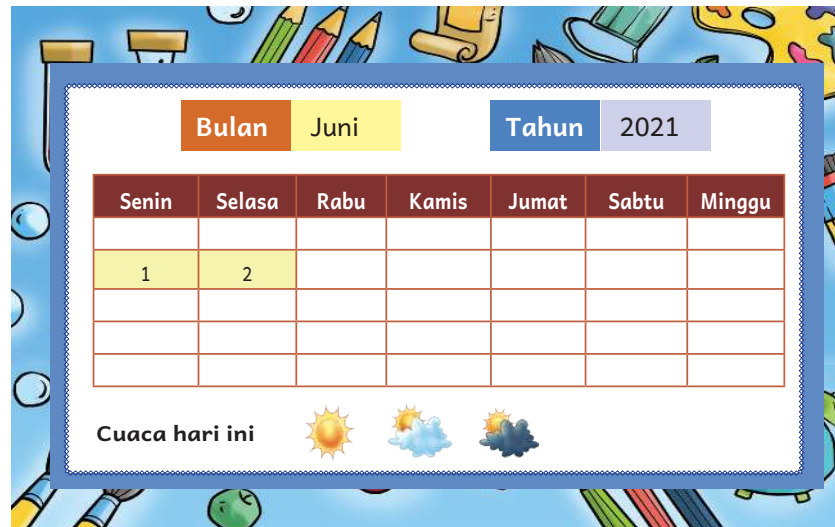 Bulan Juni Tahun 2021
Senin Selasa Rabu Kamis Jumat Sabtu Minggu
1 2
Cuaca hari ini